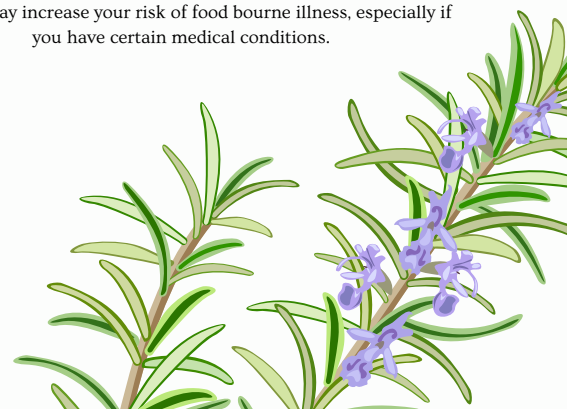 ay increase your risk of food bourne illness, especially if
you have certain medical conditions.